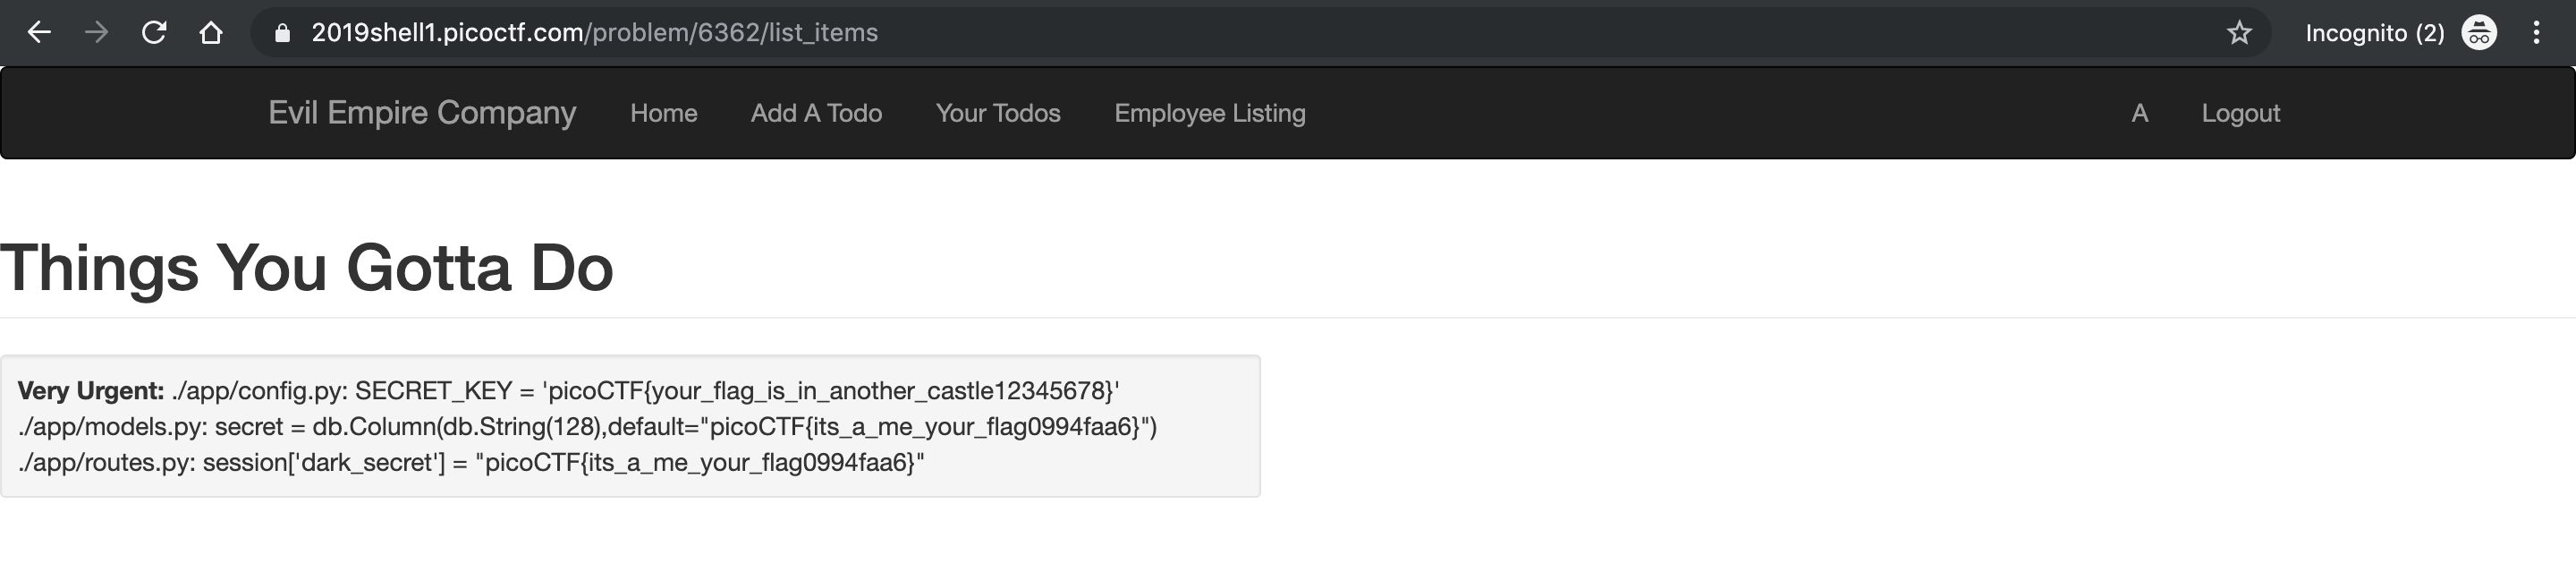 2019shell1.picoctf.com/problem/6362/list_items
Incognito (2)
Evil Empire Company Home Add A Todo Your Todos Employee Listing A Logout
Things You Gotta Do
Very Urgent: ./app/config.py: SECRET_KEY = 'picoCTF{your_flag_is_in_another_castle12345678}'
./app/models.py: secret = db.Column(db.String(128),default="picoCTF{its_a_me_your_flag0994faa6}")
./app/routes.py: session['dark_secret'] = "picoCTF{its_a_me_your_flag0994faa6}"